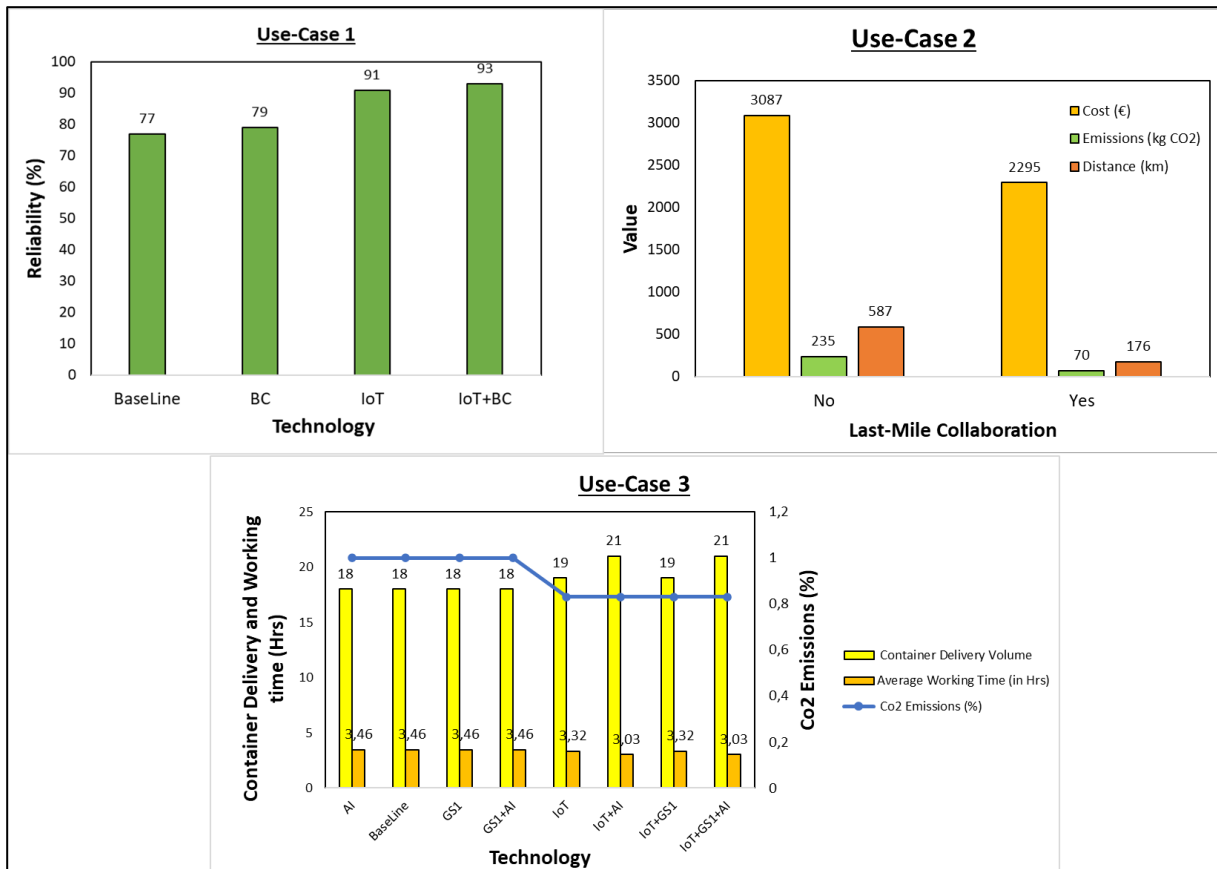 Use-Case 1
Reliability (%)
100
90
80
70
60
50
40
30
20
10
0
77
79
91
93
BaseLine
BC
IoT
IoT+BC
Technology
Use-Case 2
Value
3500
3000
2500
2000
1500
1000
500
0
3087
235
587
2295
70
176
Cost (€)
Emissions (kg CO2)
Distance (km)
No
Yes
Last-Mile Collaboration
Use-Case 3
Container Delivery and Working
time (Hrs)
25
20
15
10
5
0
18
18
18
18
19
21
19
21
3,46
3,46
3,46
3,46
3,32
3,03
3,32
3,03
1,2
1
0,8
0,6
0,4
0,2
0
Co2 Emissions (%)
Container Delivery Volume
Average Working Time (in Hrs)
Co2 Emissions (%)
AI
BaseLine
GS1
GS1+AI
IoT
IoT+AI
IoT+GS1
IoT+GS1+AI
Technology